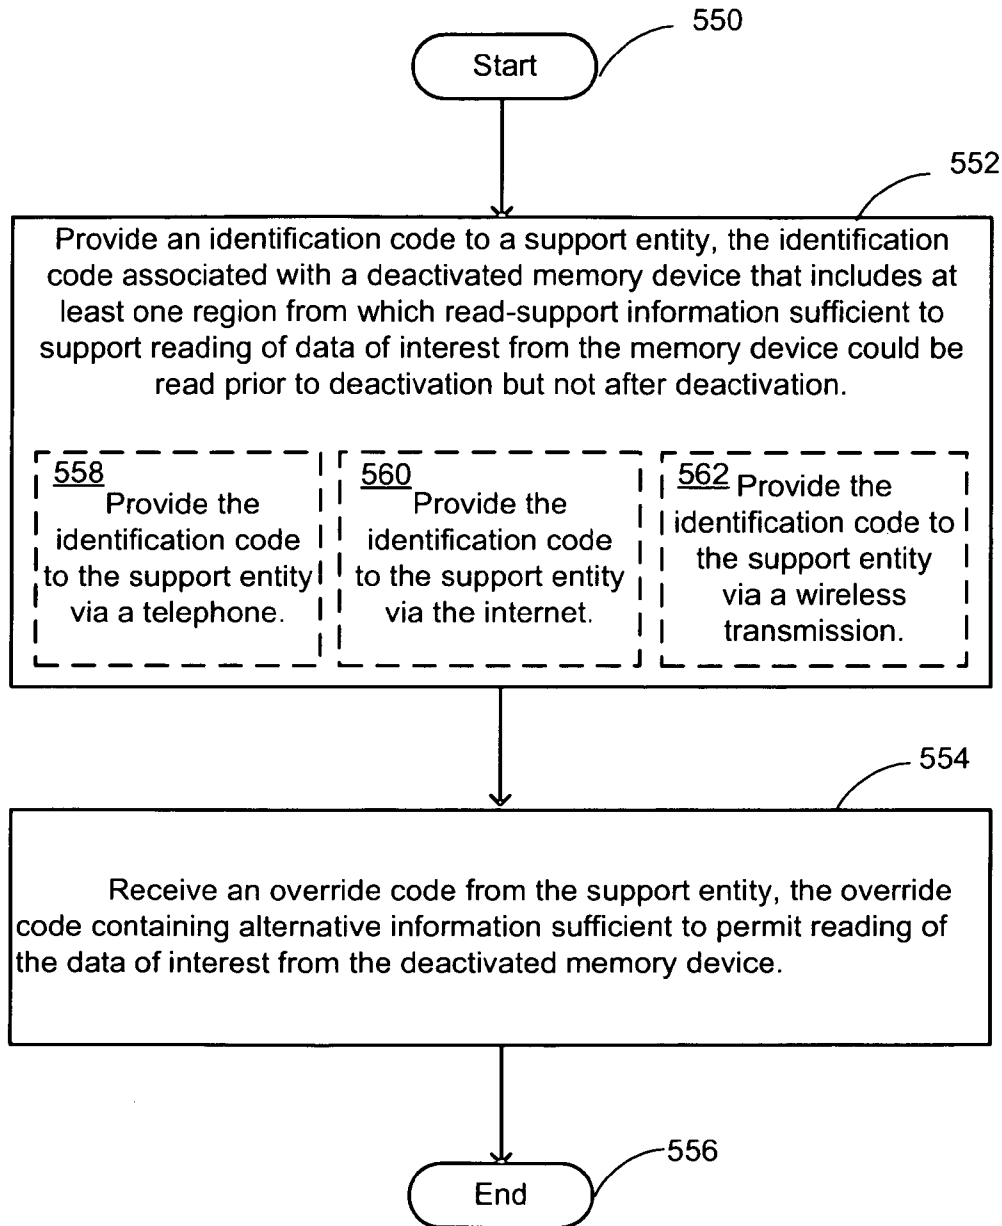 550
Start
552
Provide an identification code to a support entity, the identification
code associated with a deactivated memory device that includes at
least one region from which read-support information sufficient to
support reading of data of interest from the memory device could be
read prior to deactivation but not after deactivation.
558
Provide the
identification code
to the support entity
via a telephone.
560
Provide the
identification code
to the support entity
via the internet.
562 Provide the
identification code to
the support entity
via a wireless
transmission.
554
Receive an override code from the support entity, the override
code containing alternative information sufficient to permit reading of
the data of interest from the deactivated memory device.
556
End